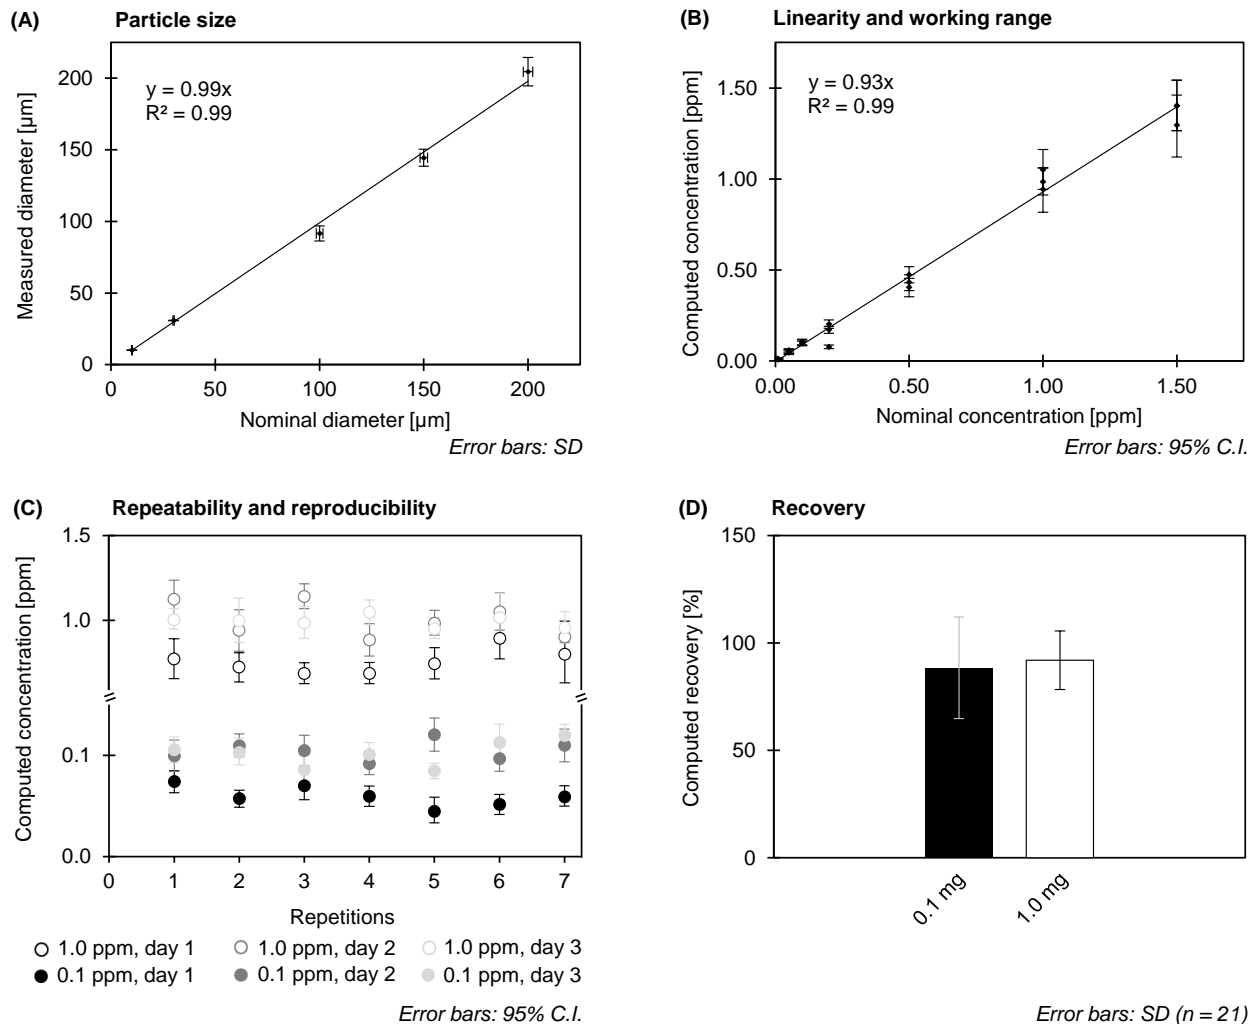 (A) Particle size
y = 0.99x
R² = 0.99
Measured diameter [µm]
200
150
100
50
0
0 50 100 150 200
Nominal diameter [µm]
Error bars: SD
(B) Linearity and working range
y = 0.93x
R² = 0.99
Computed concentration [ppm]
1.50
1.00
0.50
0.00
0.00 0.50 1.00 1.50
Nominal concentration [ppm]
Error bars: 95% C.I.
(C) Repeatability and reproducibility
Computed concentration [ppm]
1.5
1.0
0.1
0.0
0 1 2 3 4 5 6 7
Repetitions
1.0 ppm, day 1 1.0 ppm, day 2 1.0 ppm, day 3
0.1 ppm, day 1 0.1 ppm, day 2 0.1 ppm, day 3
Error bars: 95% C.I.
(D) Recovery
Computed recovery [%]
150
100
50
0
0.1 mg
1.0 mg
Error bars: SD (n = 21)